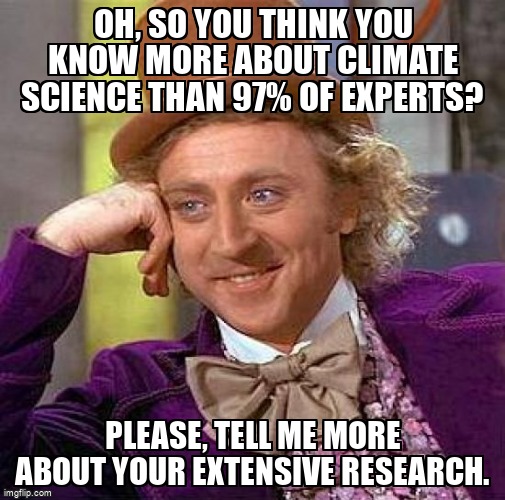 OH, SO YOU THINK YOU
KNOW MORE ABOUT CLIMATE
SCIENCE THAN 97% OF EXPERTS?
PLEASE, TELL ME MORE
ABOUT YOUR EXTENSIVE RESEARCH.
imgflip.com